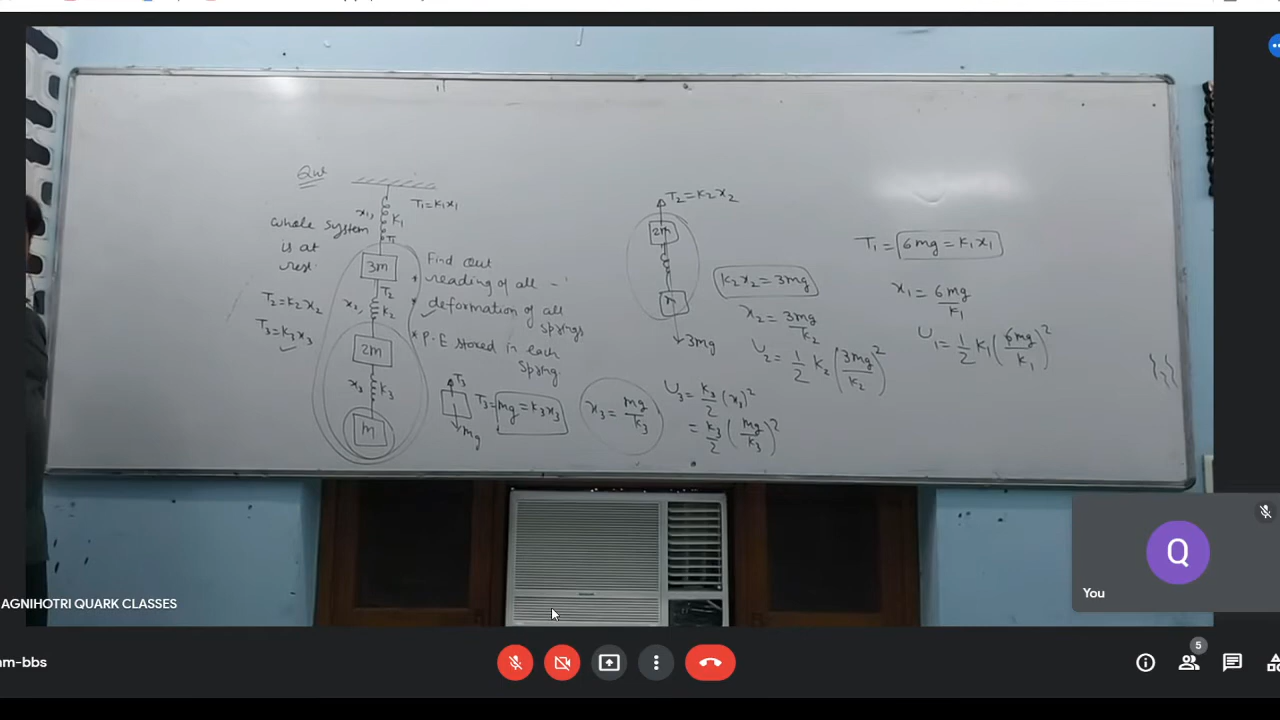 Que
T₁=k₁x₁
x₁,
k₁
T₁
whole system
is at
rest.
3m
T₂
T₂=k₂x₂
x₂,
k₂
T₃=k₃x₃
2m
x₃
k₃
m
Find out
reading of all
deformation of all
springs
P.E stored in each
spring.
T₃
T₃=mg=k₃x₃
mg
x₃= mg/k₃
T₂=k₂x₂
2m
m
3mg
k₂x₂=3mg
x₂= 3mg/k₂
U₂= 1/2 k₂ (3mg/k₂)²
U₃= k₃/2 (x₃)²
= k₃/2 (mg/k₃)²
T₁= 6mg=k₁x₁
x₁= 6mg/k₁
U₁= 1/2 k₁ (6mg/k₁)²
AGNIHOTRI QUARK CLASSES
Q
You
m-bbs
5